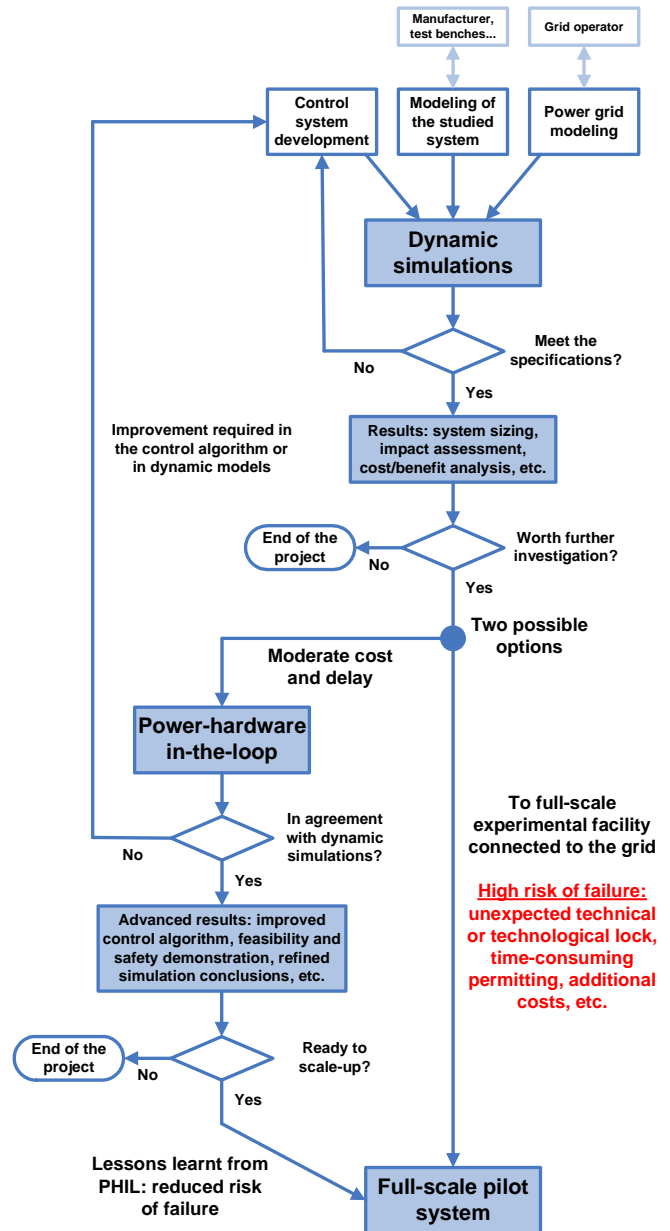 Manufacturer,
test benches...
Grid operator
Control
system
development
Modeling of
the studied
system
Power grid
modeling
Dynamic
simulations
Meet the
specifications?
No
Yes
Improvement required in
the control algorithm or
in dynamic models
Results: system sizing,
impact assessment,
cost/benefit analysis, etc.
End of the
project
No
Worth further
investigation?
Yes
Two possible
options
Moderate cost
and delay
Power-hardware
in-the-loop
To full-scale
experimental facility
connected to the grid
High risk of failure:
unexpected technical
or technological lock,
time-consuming
permitting, additional
costs, etc.
In agreement
with dynamic
simulations?
No
Yes
Advanced results: improved
control algorithm, feasibility and
safety demonstration, refined
simulation conclusions, etc.
End of the
project
No
Ready to
scale-up?
Yes
Lessons learnt from
PHIL: reduced risk
of failure
Full-scale pilot
system